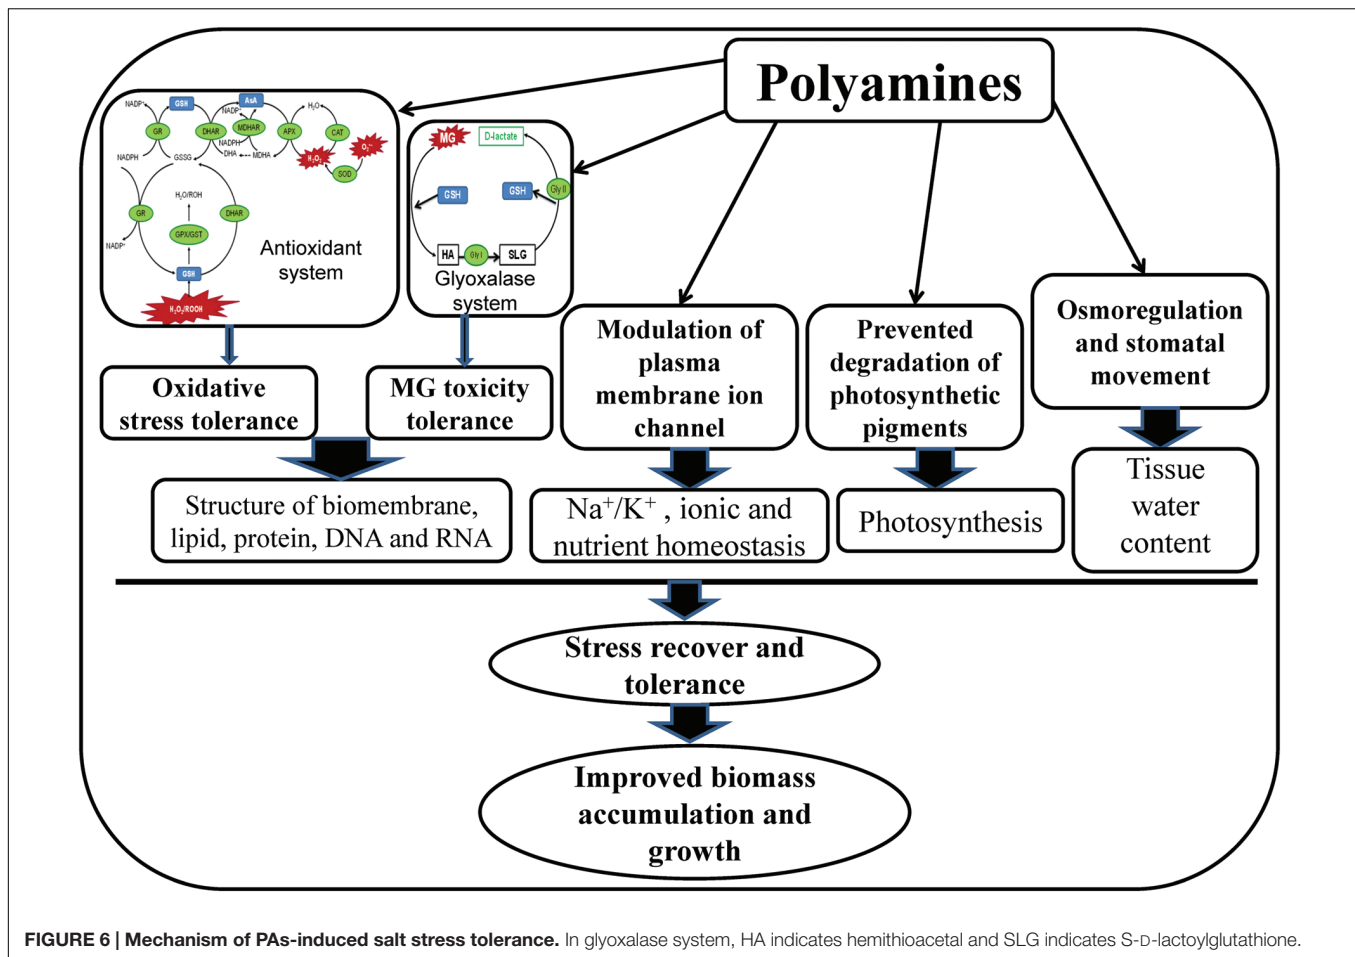 Polyamines
NADP⁺
GSH
AsA
NADP⁺
H₂O
GR
DHAR
MDHAR
APX
CAT
O₂⁻
H₂O₂
NADPH
DHA
MDHA
NADPH
GSSG
SOD
H₂O/ROH
GR
DHAR
GPX/GST
NADP⁺
GSH
H₂O₂/ROOH
Antioxidant
system
MG
D-lactate
GSH
GSH
Gly II
HA
Gly I
SLG
Glyoxalase
system
Modulation of
plasma
membrane ion
channel
Prevented
degradation of
photosynthetic
pigments
Osmoregulation
and stomatal
movement
Oxidative
stress tolerance
MG toxicity
tolerance
Structure of biomembrane,
lipid, protein, DNA and RNA
Na⁺/K⁺ , ionic and
nutrient homeostasis
Photosynthesis
Tissue
water
content
Stress recover and
tolerance
Improved biomass
accumulation and
growth
FIGURE 6 | Mechanism of PAs-induced salt stress tolerance. In glyoxalase system, HA indicates hemithioacetal and SLG indicates S-D-lactoylglutathione.